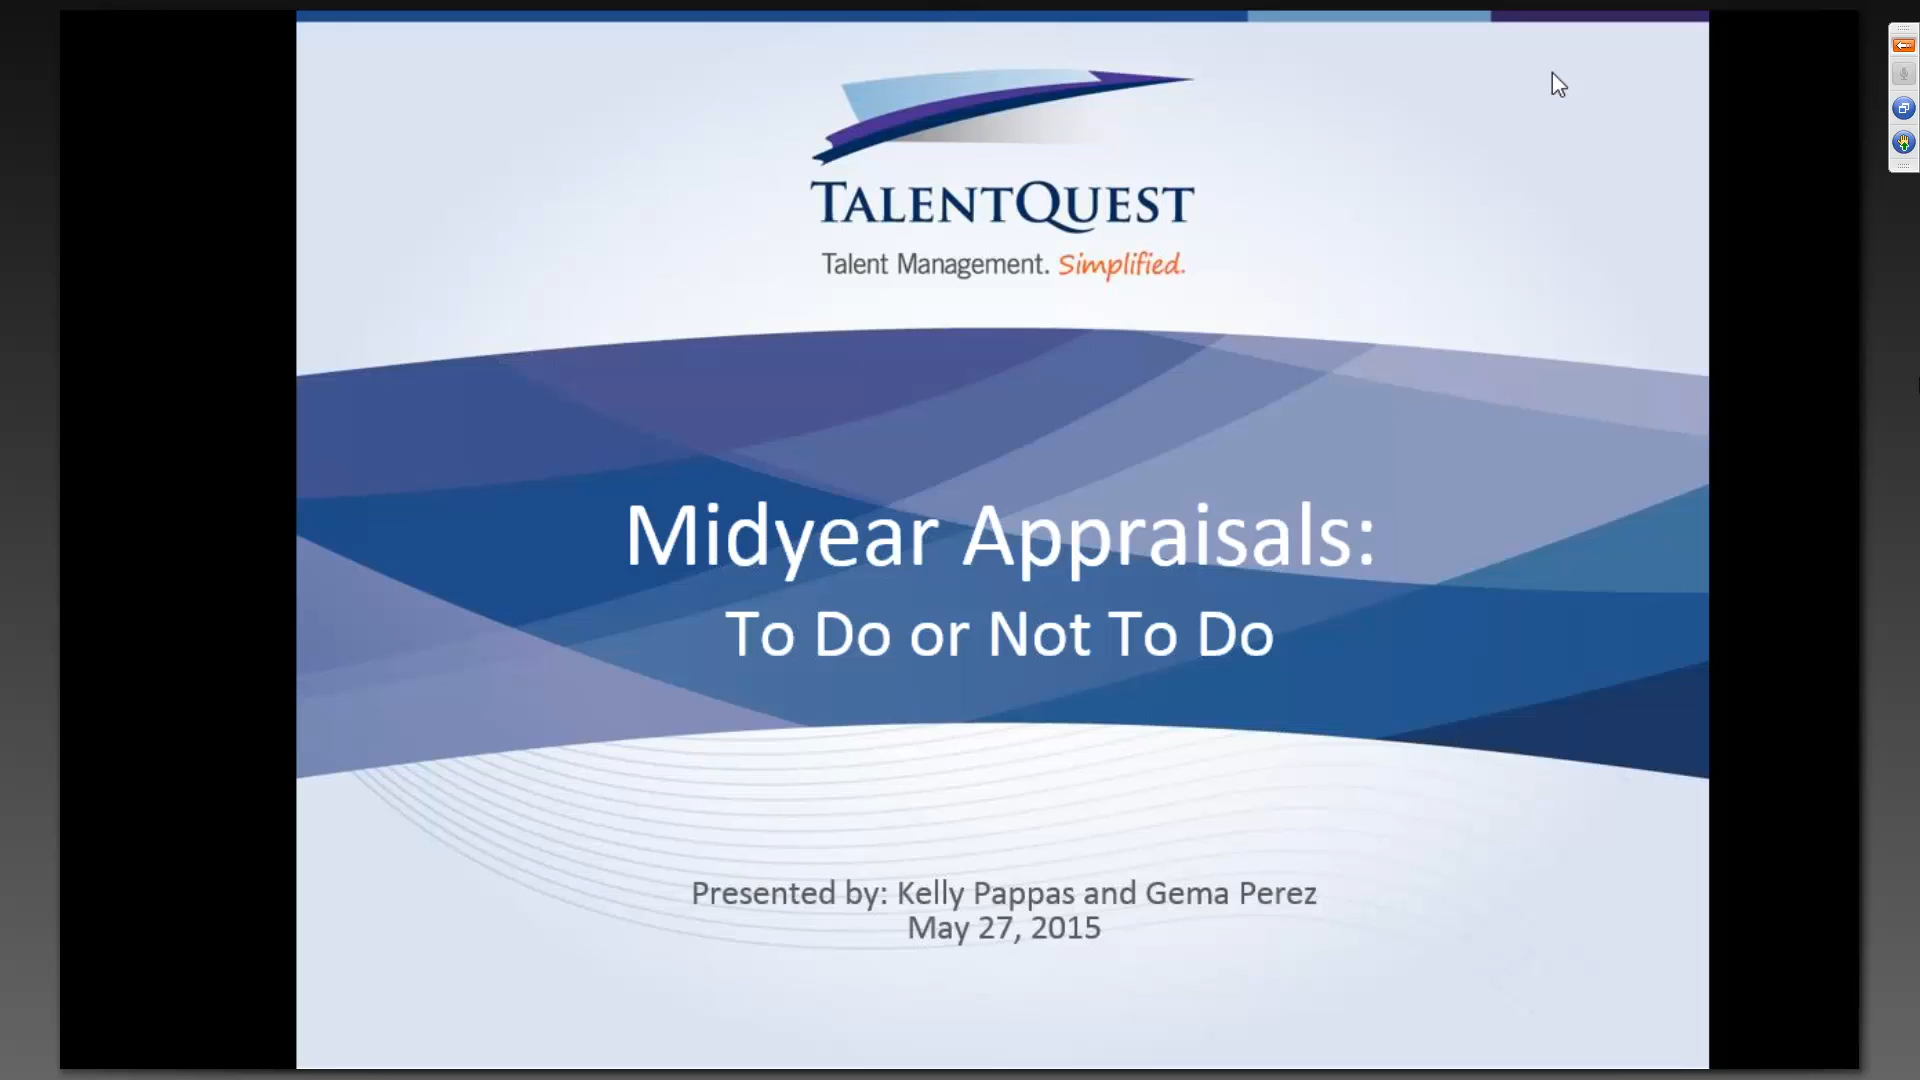 TALENTQUEST
Talent Management. Simplified.
Midyear Appraisals:
To Do or Not To Do
Presented by: Kelly Pappas and Gema Perez
May 27, 2015